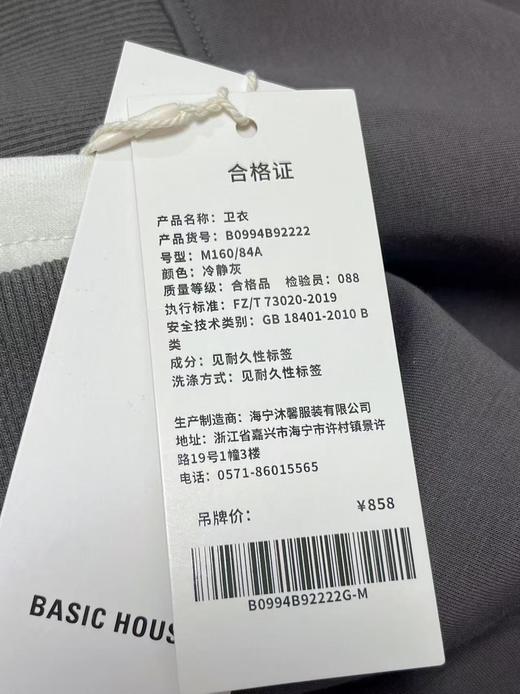 合格证
产品名称: 卫衣
产品货号: B0994B92222
号型: M160/84A
颜色: 冷静灰
质量等级: 合格品 检验员: 088
执行标准: FZ/T 73020-2019
安全技术类别: GB 18401-2010 B
类
成分: 见耐久性标签
洗涤方式: 见耐久性标签
生产制造商: 海宁沐馨服装有限公司
地址: 浙江省嘉兴市海宁市许村镇景许
路19号1幢3楼
电话: 0571-86015565
吊牌价: ¥858
B0994B92222G-M
BASIC HOUS